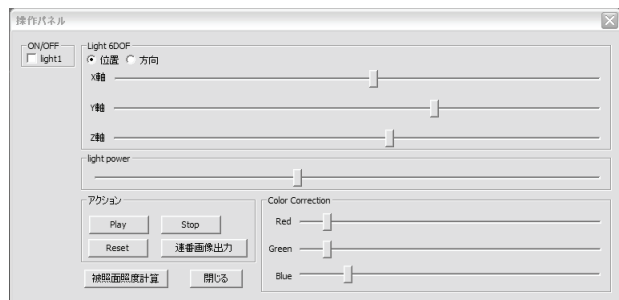 操作パネル
ON/OFF
light1
Light 6DOF
位置 方向
X軸
Y軸
Z軸
light power
アクション
Play Stop
Reset 連番画像出力
被照面照度計算 閉じる
Color Correction
Red
Green
Blue